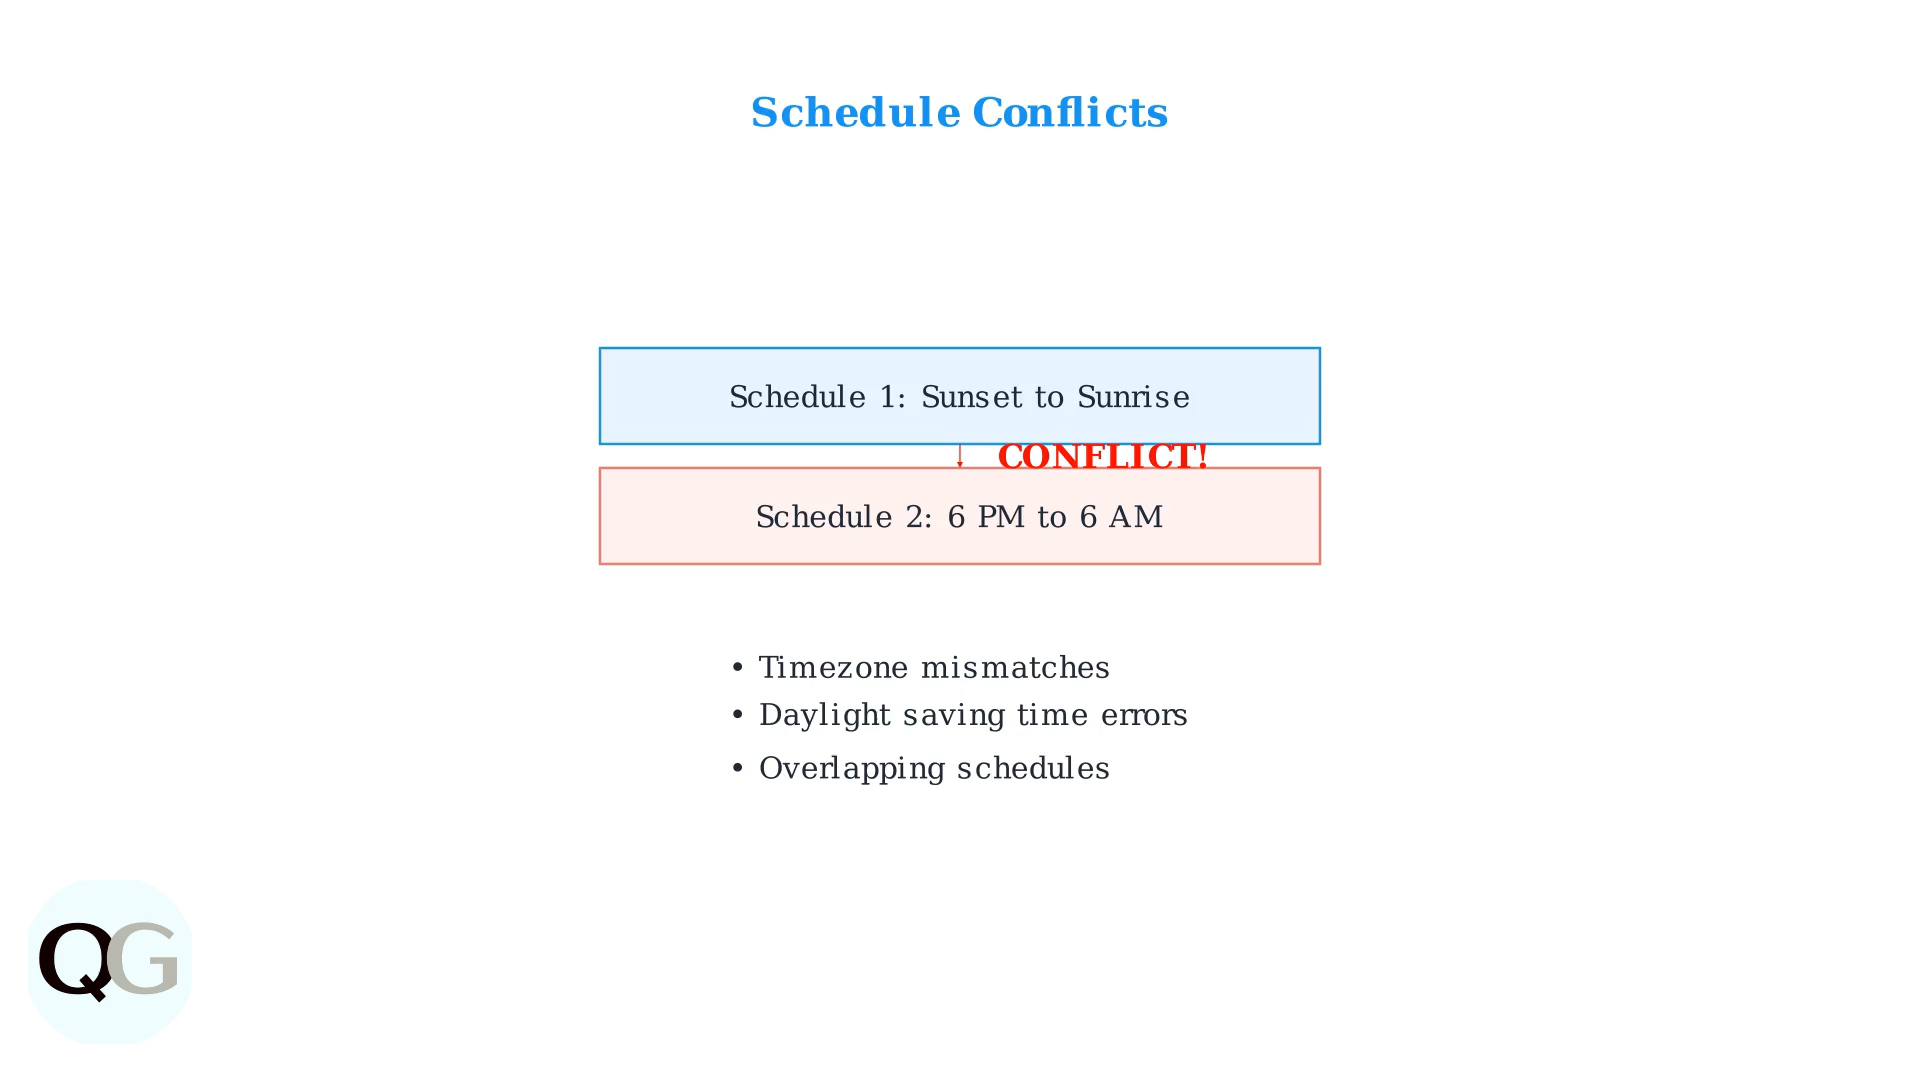 Schedule Conflicts
Schedule 1: Sunset to Sunrise
CONFLICT!
Schedule 2: 6 PM to 6 AM
• Timezone mismatches
• Daylight saving time errors
• Overlapping schedules
QG